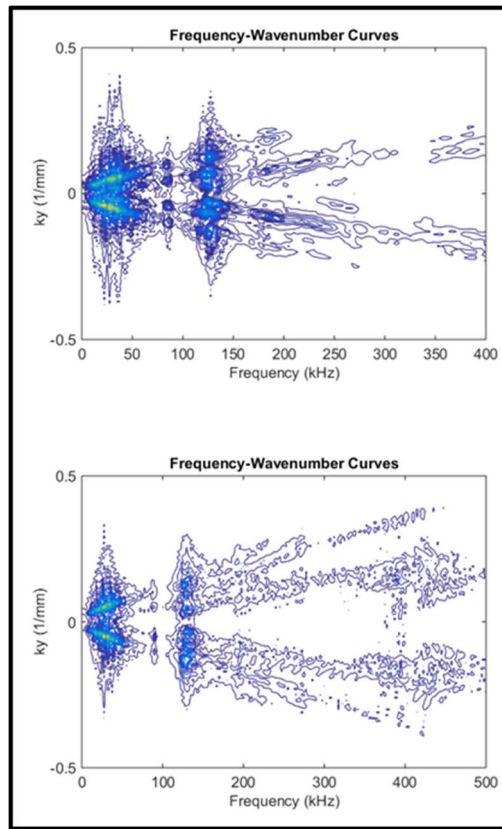 Frequency-Wavenumber Curves
0.5
0
-0.5
ky (1/mm)
0 50 100 150 200 250 300 350 400
Frequency (kHz)
Frequency-Wavenumber Curves
0.5
0
-0.5
ky (1/mm)
0 100 200 300 400 500
Frequency (kHz)